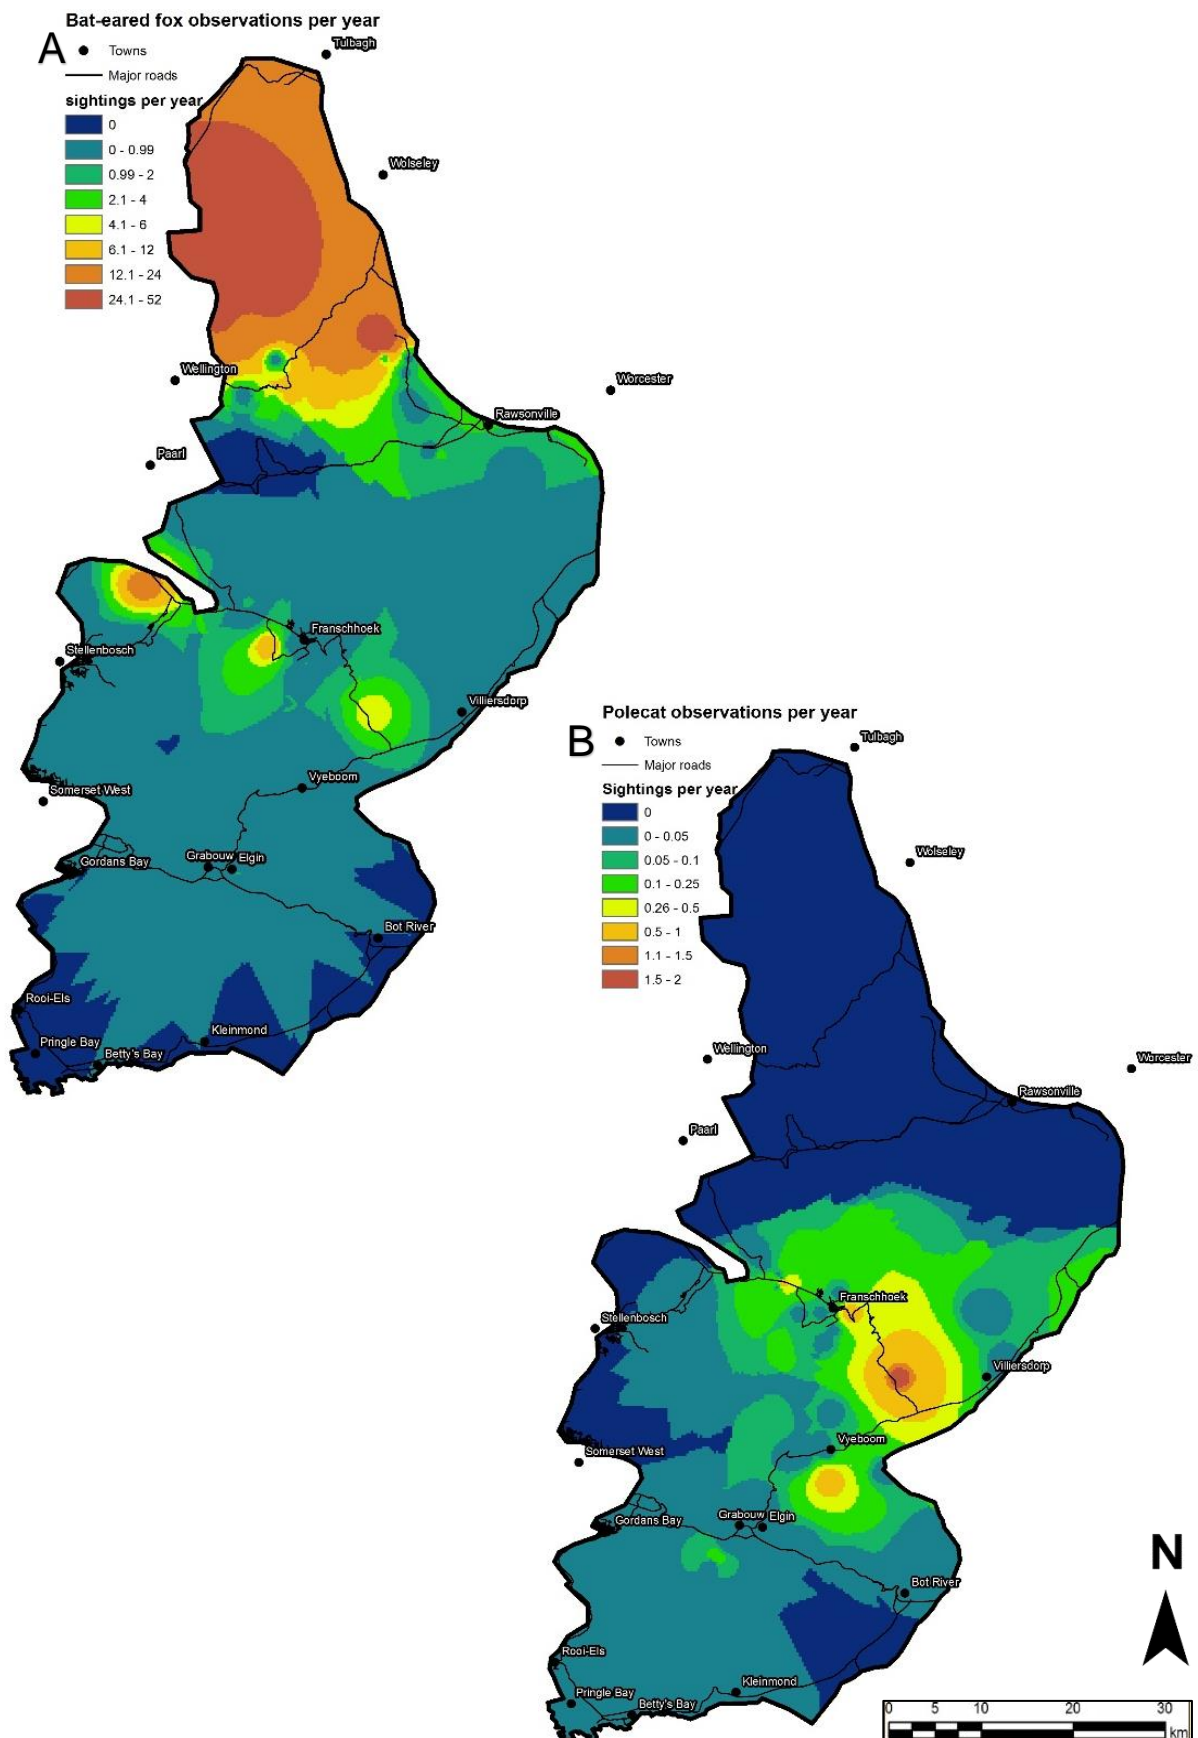 Bat-eared fox observations per year
A
Towns
Major roads
sightings per year
0
0 - 0.99
0.99 - 2
2.1 - 4
4.1 - 6
6.1 - 12
12.1 - 24
24.1 - 52
Tulbagh
Wolseley
Wellington
Worcester
Rawsonville
Paarl
Franschhoek
Stellenbosch
Villiersdorp
Vyeboom
Somerset West
Gordans Bay
Grabouw
Elgin
Bot River
Rooi-Els
Kleinmond
Pringle Bay
Betty's Bay
Polecat observations per year
B
Towns
Major roads
Sightings per year
0
0 - 0.05
0.05 - 0.1
0.1 - 0.25
0.26 - 0.5
0.5 - 1
1.1 - 1.5
1.5 - 2
Tulbagh
Wolseley
Wellington
Worcester
Rawsonville
Paarl
Franschhoek
Stellenbosch
Villiersdorp
Vyeboom
Somerset West
Gordans Bay
Grabouw
Elgin
Bot River
Rooi-Els
Kleinmond
Pringle Bay
Betty's Bay
N
0 5 10 20 30
km